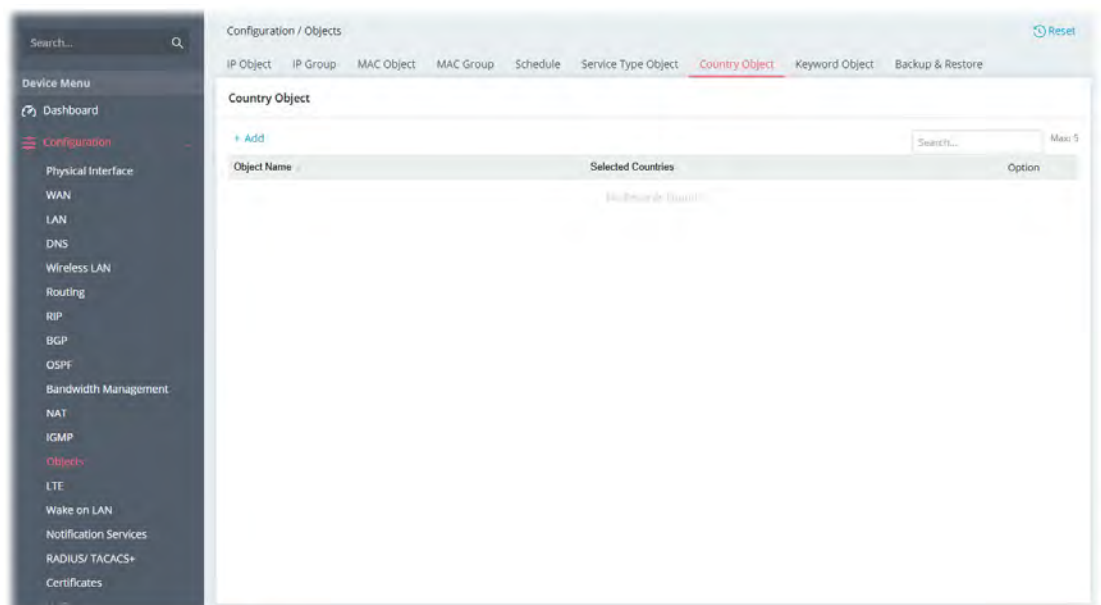 Search...
Device Menu
Dashboard
Configuration
Physical Interface
WAN
LAN
DNS
Wireless LAN
Routing
RIP
BGP
OSPF
Bandwidth Management
NAT
IGMP
Objects
LTE
Wake on LAN
Notification Services
RADIUS/ TACACS+
Certificates
Configuration / Objects Reset
IP Object IP Group MAC Object MAC Group Schedule Service Type Object Country Object Keyword Object Backup & Restore
Country Object
+ Add Search...
Object Name Selected Countries Option